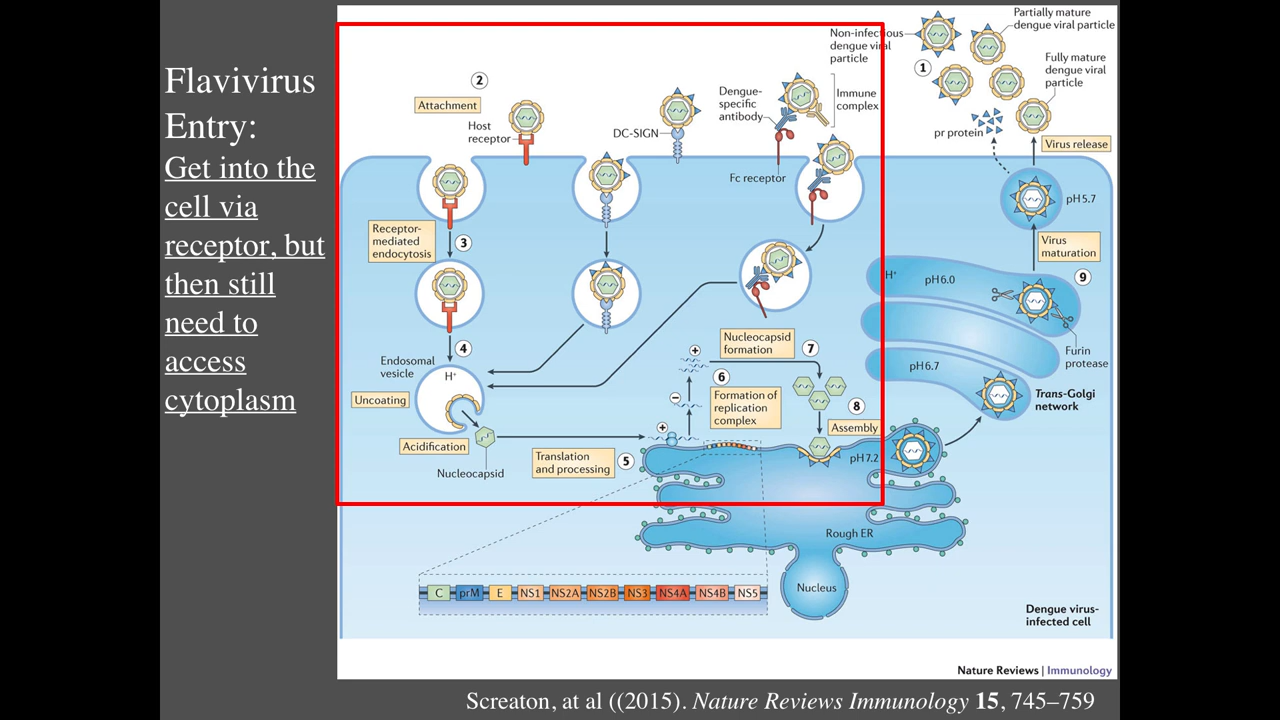 Flavivirus
Entry:
Get into the
cell via
receptor, but
then still
need to
access
cytoplasm
2
Attachment
Host
receptor
DC-SIGN
Dengue-
specific
antibody
Immune
complex
Fc receptor
Non-infectious
dengue viral
particle
Partially mature
dengue viral particle
1
Fully mature
dengue viral
particle
pr protein
Virus release
pH 5.7
Receptor-
mediated
endocytosis
3
Virus
maturation
9
H+
pH 6.0
Furin
protease
pH 6.7
Trans-Golgi
network
4
Endosomal
vesicle
H+
Uncoating
Acidification
Nucleocapsid
Translation
and processing
5
+
−
+
6
Formation of
replication
complex
Nucleocapsid
formation
7
8
Assembly
pH 7.2
Rough ER
Nucleus
C prM E NS1 NS2A NS2B NS3 NS4A NS4B NS5
Dengue virus-
infected cell
Nature Reviews | Immunology
Screaton, at al ((2015). Nature Reviews Immunology 15, 745–759